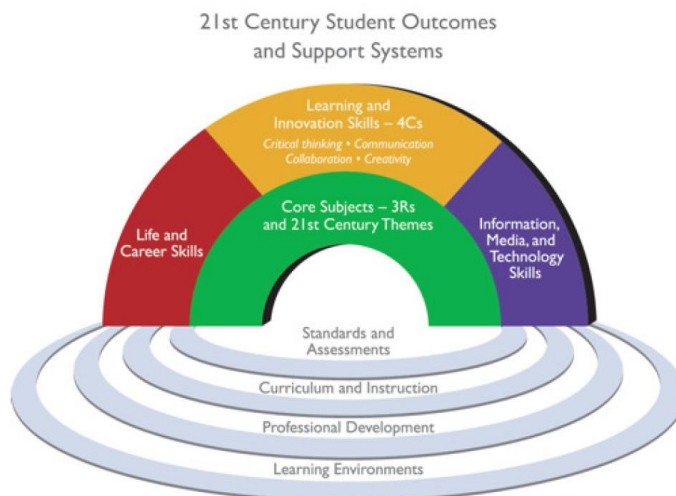 21st Century Student Outcomes
and Support Systems
Learning and
Innovation Skills – 4Cs
Critical thinking • Communication
Collaboration • Creativity
Core Subjects – 3Rs
and 21st Century Themes
Life and
Career Skills
Information,
Media, and
Technology
Skills
Standards and
Assessments
Curriculum and Instruction
Professional Development
Learning Environments